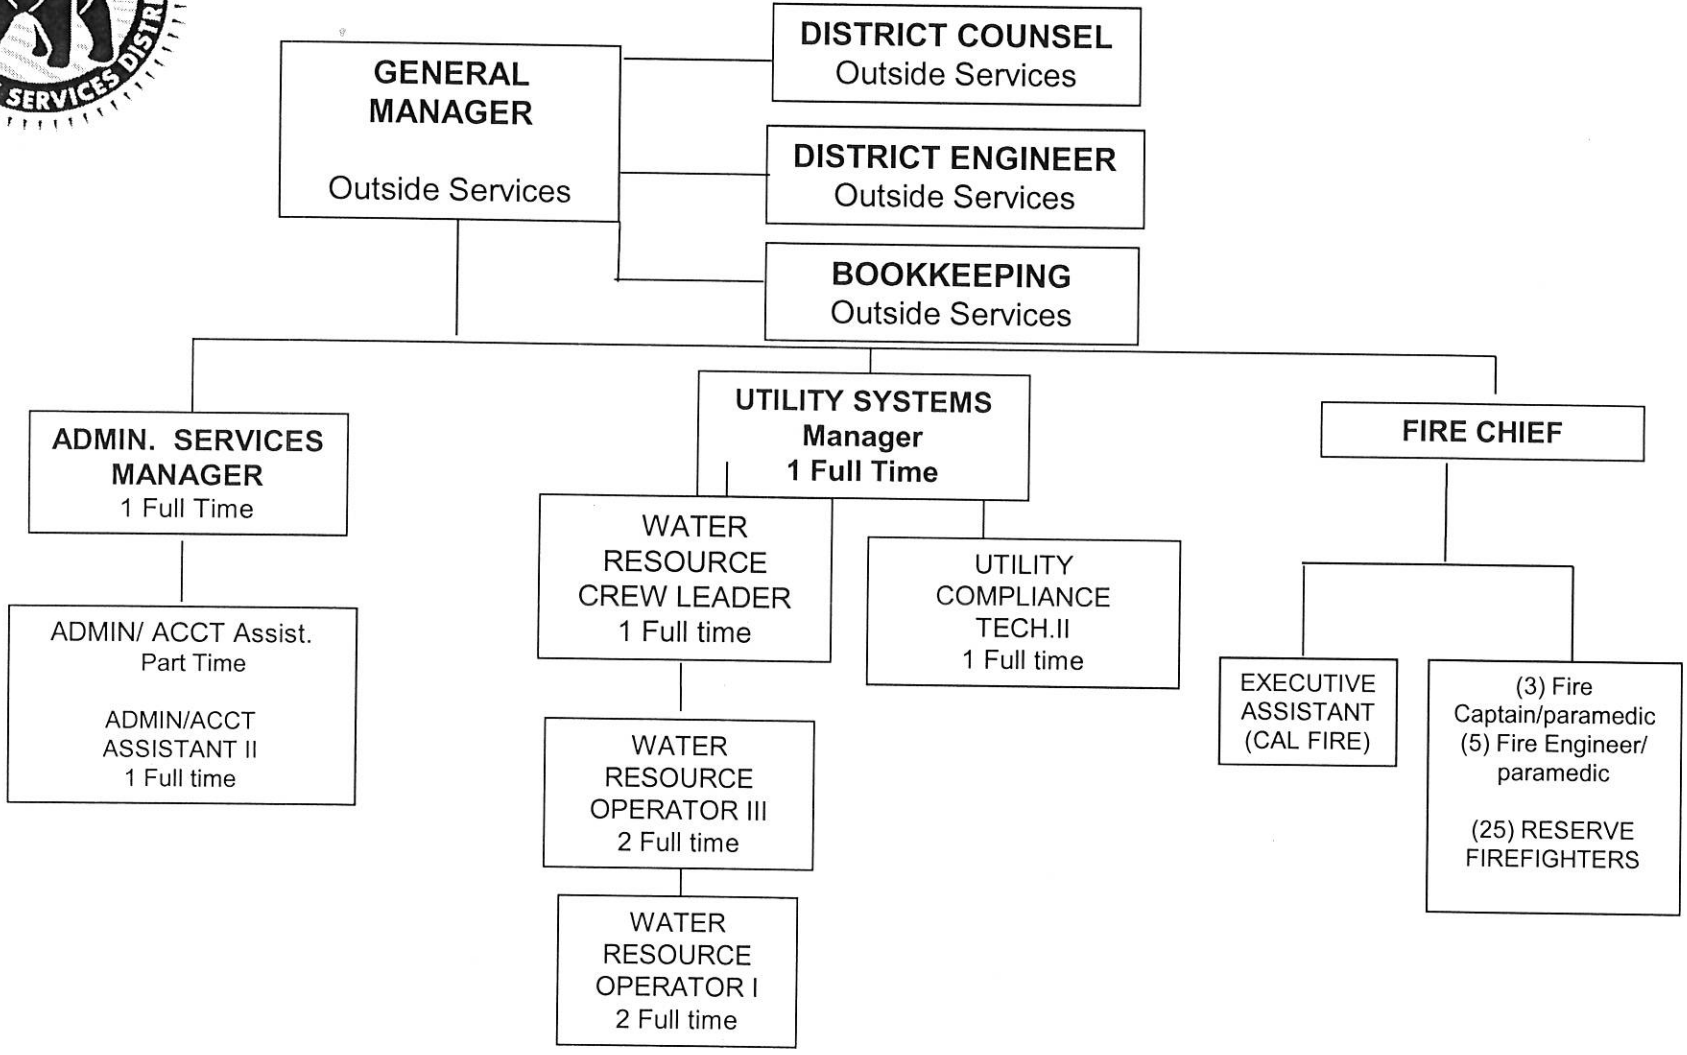 SERVICES DISTRI
GENERAL
MANAGER
Outside Services
DISTRICT COUNSEL
Outside Services
DISTRICT ENGINEER
Outside Services
BOOKKEEPING
Outside Services
ADMIN. SERVICES
MANAGER
1 Full Time
ADMIN/ ACCT Assist.
Part Time
ADMIN/ACCT
ASSISTANT II
1 Full time
UTILITY SYSTEMS
Manager
1 Full Time
WATER
RESOURCE
CREW LEADER
1 Full time
WATER
RESOURCE
OPERATOR III
2 Full time
WATER
RESOURCE
OPERATOR I
2 Full time
UTILITY
COMPLIANCE
TECH.II
1 Full time
FIRE CHIEF
EXECUTIVE
ASSISTANT
(CAL FIRE)
(3) Fire
Captain/paramedic
(5) Fire Engineer/
paramedic
(25) RESERVE
FIREFIGHTERS